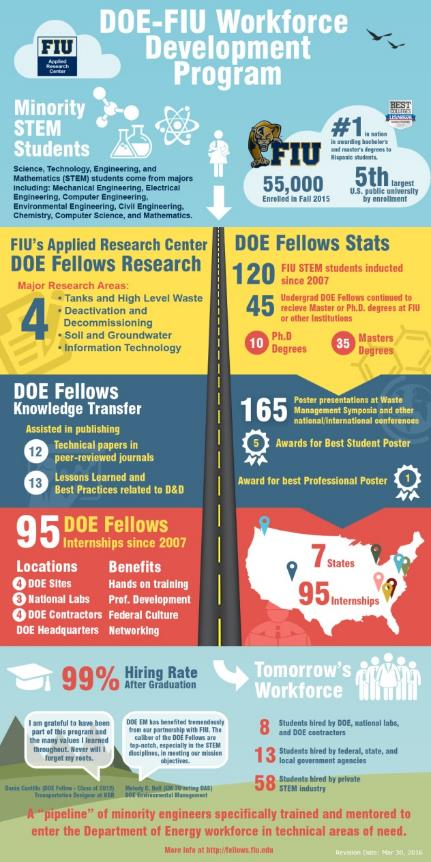 DOE-FIU Workforce
Development
Program
FIU
Applied
Research
Center
Minority
STEM
Students
Science, Technology, Engineering, and
Mathematics (STEM) students come from majors
including: Mechanical Engineering, Electrical
Engineering, Computer Engineering,
Environmental Engineering, Civil Engineering,
Chemistry, Computer Science, and Mathematics.
FIU
55,000
Enrolled in Fall 2015
#1 in nation
in awarding bachelor's
and master's degrees to
Hispanic students.
BEST
COLLEGES
5th largest
U.S. public university
by enrollment
FIU's Applied Research Center
DOE Fellows Research
Major Research Areas:
4
• Tanks and High Level Waste
• Deactivation and
Decommissioning
• Soil and Groundwater
• Information Technology
DOE Fellows Stats
120 FIU STEM students inducted
since 2007
45 Undergrad DOE Fellows continued to
recieve Master or Ph.D. degrees at FIU
or other Institutions
10 Ph.D
Degrees
35 Masters
Degrees
DOE Fellows
Knowledge Transfer
Assisted in publishing
12 Technical papers in
peer-reviewed journals
13 Lessons Learned and
Best Practices related to D&D
165 Poster presentations at Waste
Management Symposia and other
national/international conferences
5 Awards for Best Student Poster
Award for best Professional Poster 1
95 DOE Fellows
Internships since 2007
Locations
4 DOE Sites
3 National Labs
4 DOE Contractors
DOE Headquarters
Benefits
Hands on training
Prof. Development
Federal Culture
Networking
7 States
95 Internships
99% Hiring Rate
After Graduation
Tomorrow's
Workforce
I am grateful to have been
part of this program and
the many values I learned
throughout. Never will I
forget my roots.
DOE EM has benefited tremendously
from our partnership with FIU. The
caliber of the DOE Fellows are
top-notch, especially in the STEM
disciplines, in meeting our mission
objectives.
(DOE Fellow - Class of 2012)
Transportation Designer at HDR
DOE Environmental Management
8 Students hired by DOE, national labs,
and DOE contractors
13 Students hired by federal, state, and
local government agencies
58 Students hired by private
STEM industry
A "pipeline" of minority engineers specifically trained and mentored to
enter the Department of Energy workforce in technical areas of need.
More info at http://fellows.fiu.edu
Revision Date: Mar 30, 2016